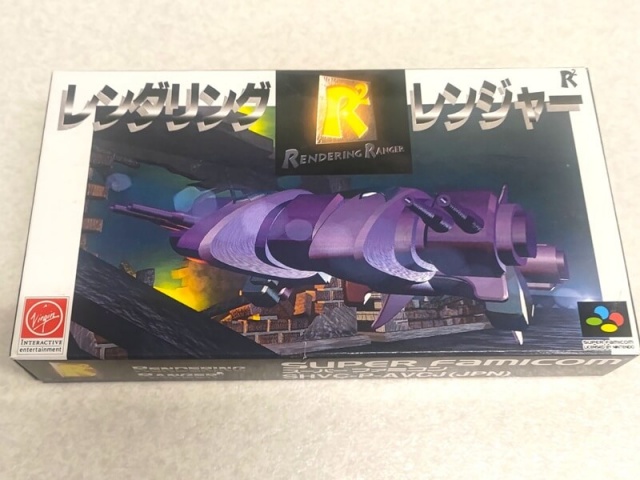 レンダリング
R²
RENDERING RANGER
レンジャー
R²
Virgin
INTERACTIVE
entertainment
SUPER FAMICOM
SUPER FAMICOM